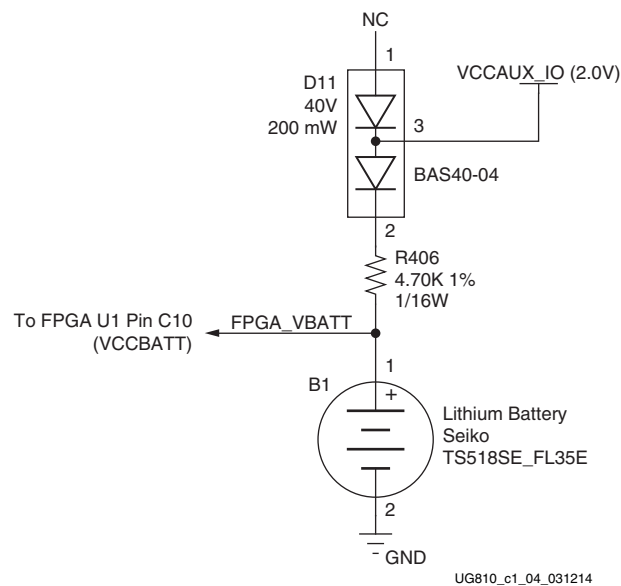 NC
1
D11
40V
200 mW
VCCAUX_IO (2.0V)
3
BAS40-04
2
R406
4.70K 1%
1/16W
To FPGA U1 Pin C10
(VCCBATT)
FPGA_VBATT
1
B1
+
Lithium Battery
Seiko
TS518SE_FL35E
2
GND
UG810_c1_04_031214